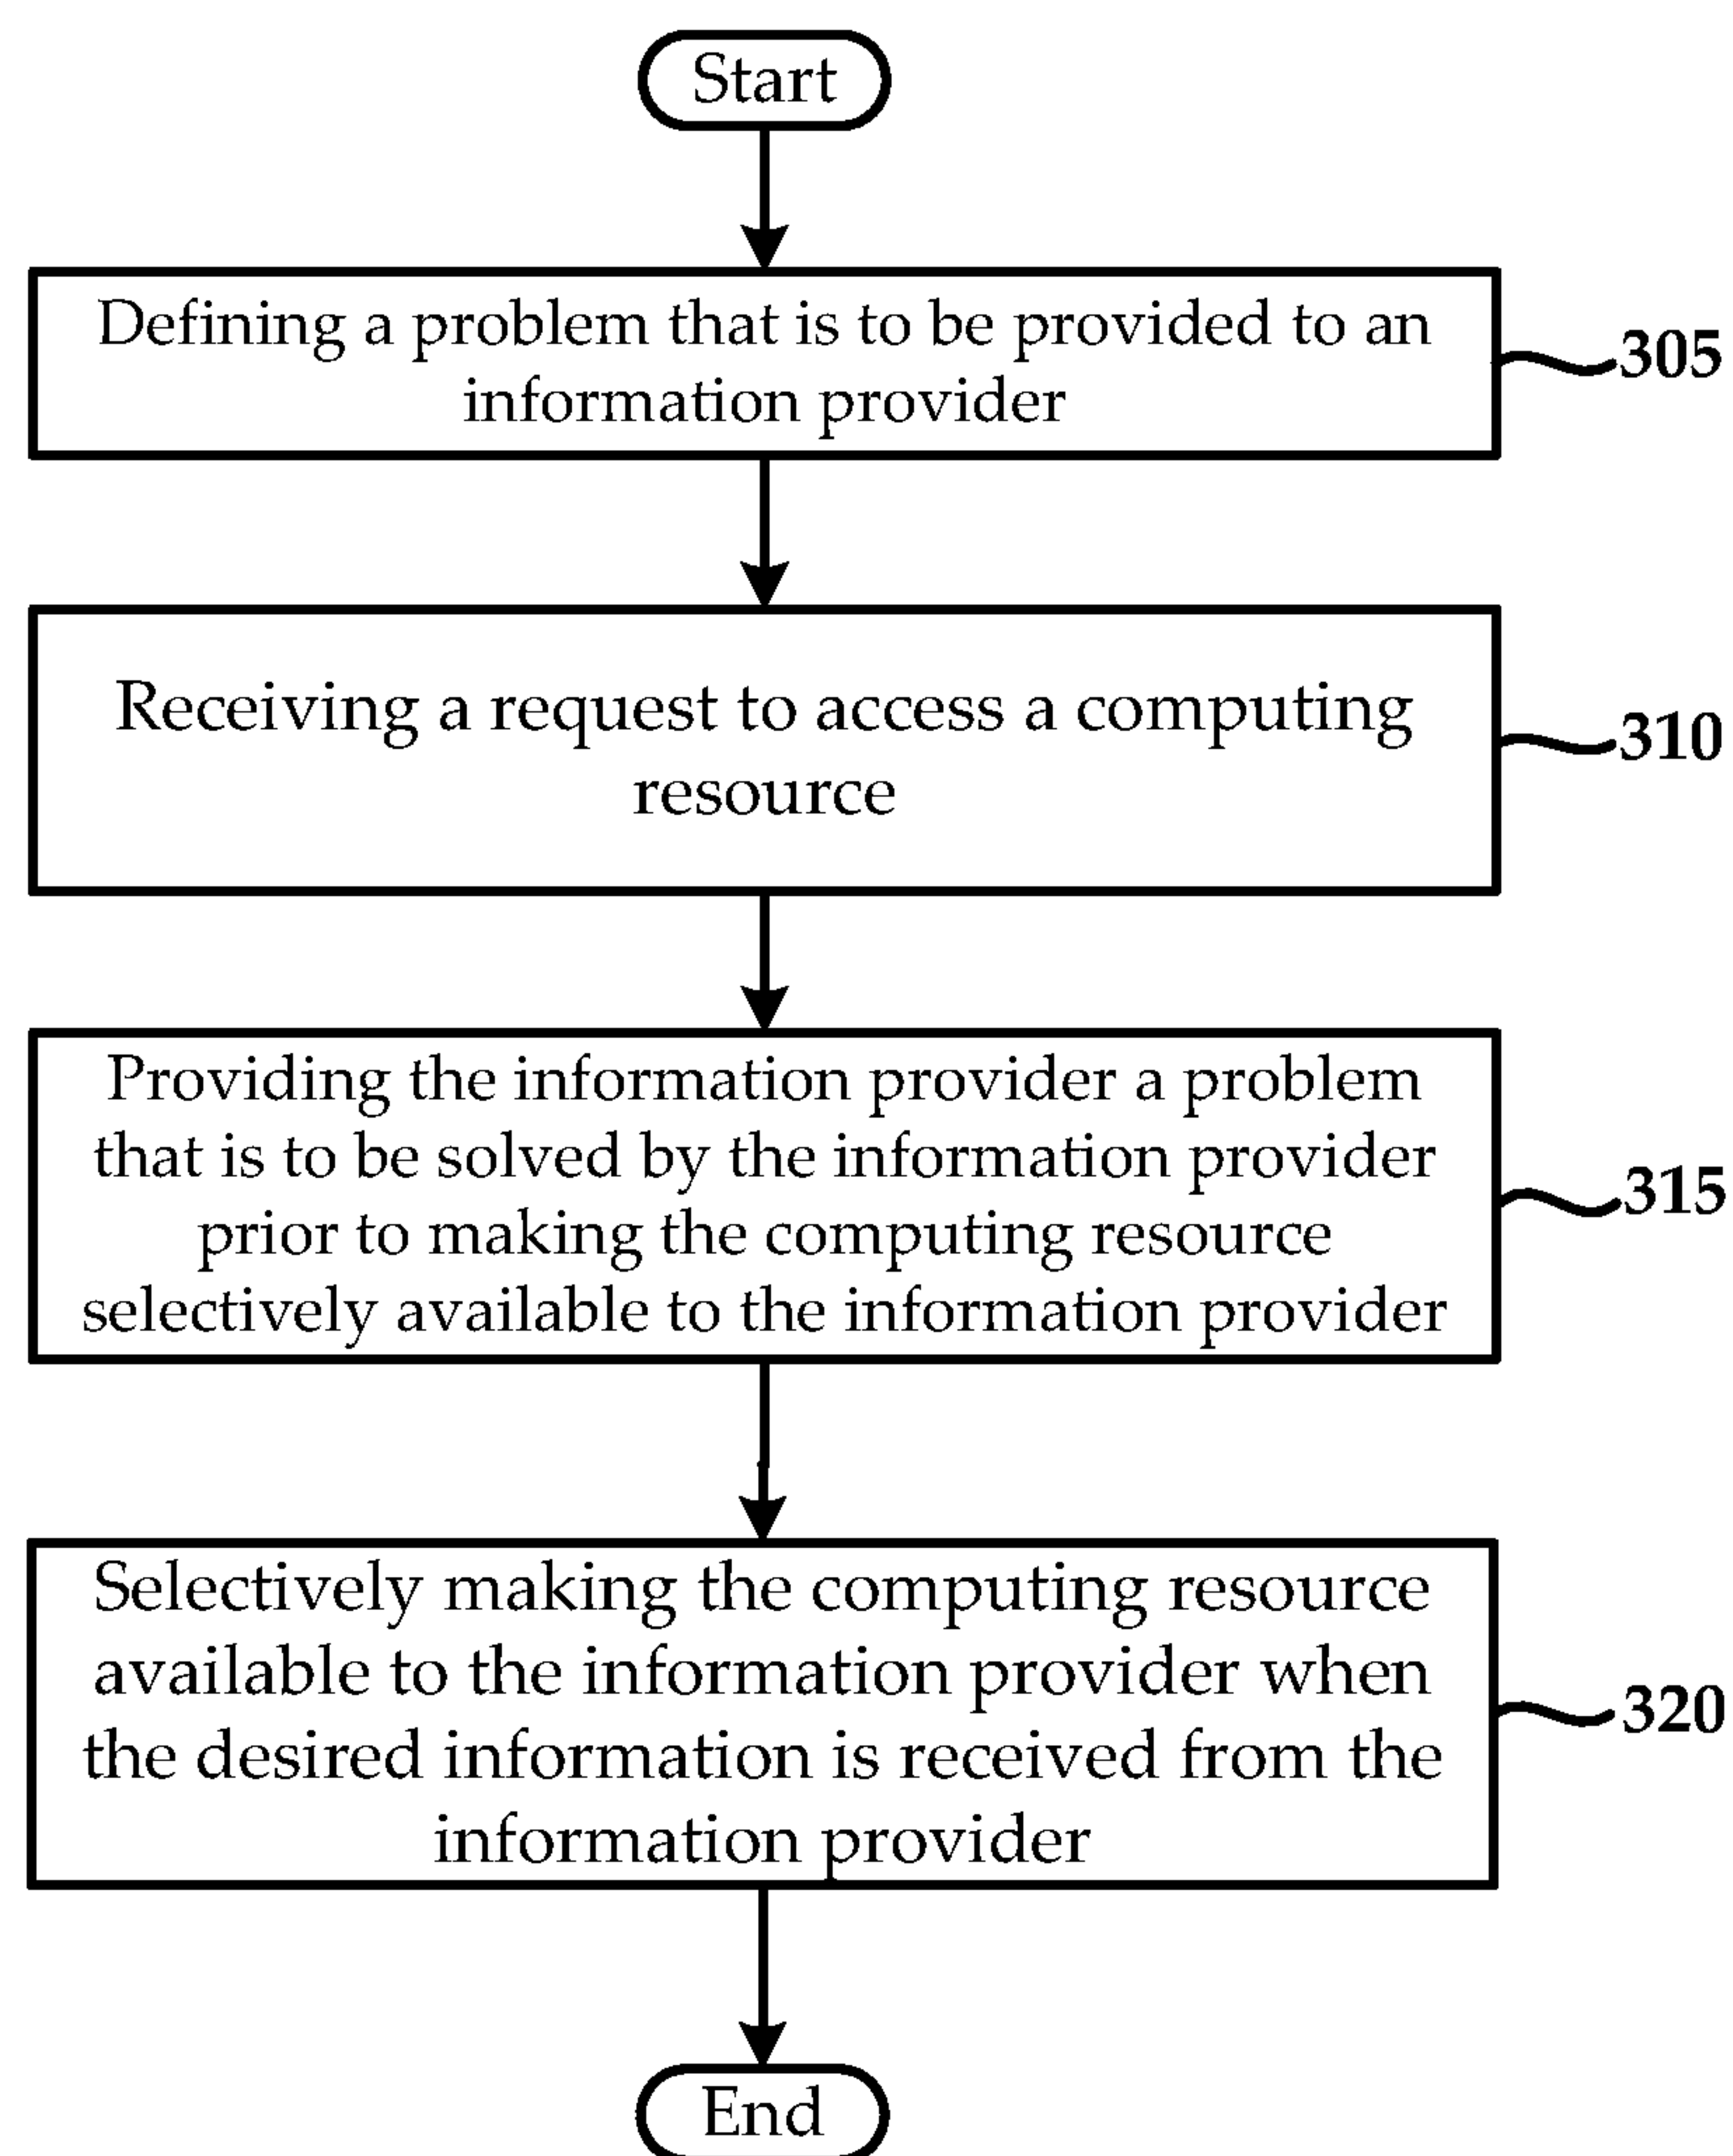 Start
Defining a problem that is to be provided to an
information provider
305
Receiving a request to access a computing
resource
310
Providing the information provider a problem
that is to be solved by the information provider
prior to making the computing resource
selectively available to the information provider
315
Selectively making the computing resource
available to the information provider when
the desired information is received from the
information provider
320
End